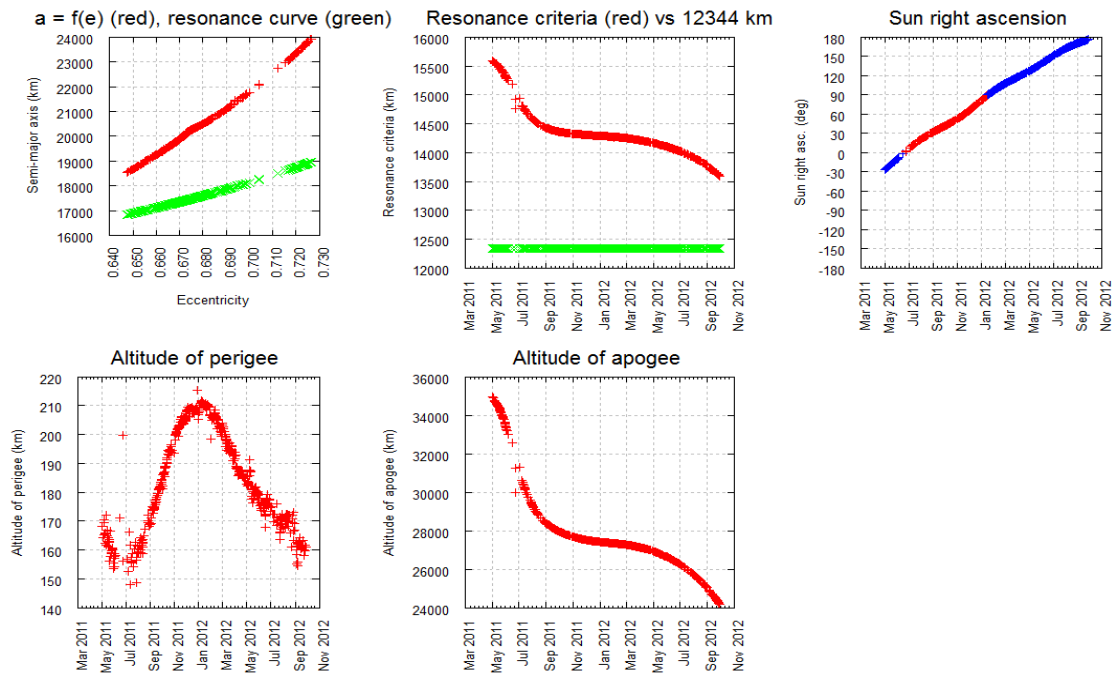 a = f(e) (red), resonance curve (green)
Semi-major axis (km)
24000
23000
22000
21000
20000
19000
18000
17000
16000
0.640
0.650
0.660
0.670
0.680
0.690
0.700
0.710
0.720
0.730
Eccentricity
Resonance criteria (red) vs 12344 km
Resonance criteria (km)
16000
15500
15000
14500
14000
13500
13000
12500
12000
Mar 2011
May 2011
Jul 2011
Sep 2011
Nov 2011
Jan 2012
Mar 2012
May 2012
Jul 2012
Sep 2012
Nov 2012
Sun right ascension
Sun right asc. (deg)
180
150
120
90
60
30
0
-30
-60
-90
-120
-150
-180
Mar 2011
May 2011
Jul 2011
Sep 2011
Nov 2011
Jan 2012
Mar 2012
May 2012
Jul 2012
Sep 2012
Nov 2012
Altitude of perigee
Altitude of perigee (km)
220
210
200
190
180
170
160
150
140
Mar 2011
May 2011
Jul 2011
Sep 2011
Nov 2011
Jan 2012
Mar 2012
May 2012
Jul 2012
Sep 2012
Nov 2012
Altitude of apogee
Altitude of apogee (km)
36000
34000
32000
30000
28000
26000
24000
Mar 2011
May 2011
Jul 2011
Sep 2011
Nov 2011
Jan 2012
Mar 2012
May 2012
Jul 2012
Sep 2012
Nov 2012